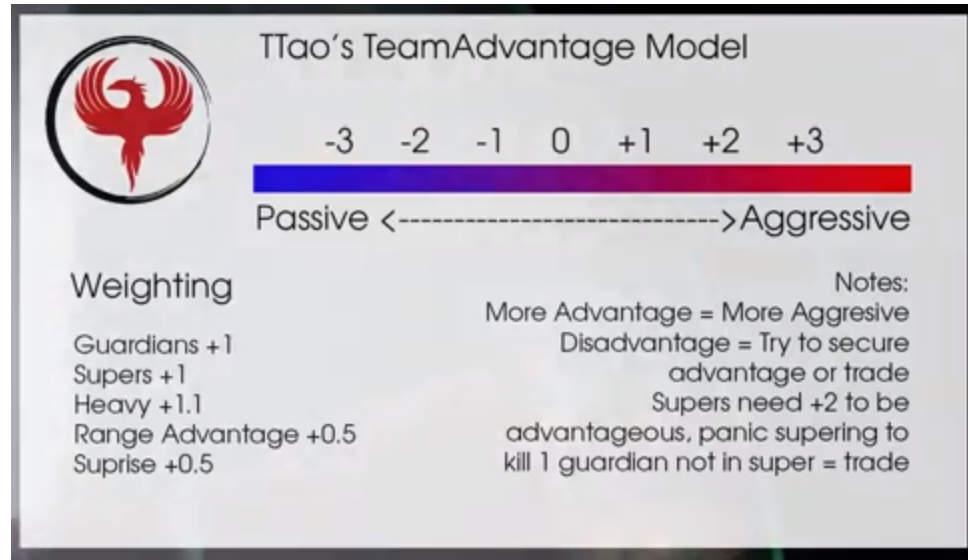 TTao's TeamAdvantage Model
-3 -2 -1 0 +1 +2 +3
Passive <----------------------------->Aggressive
Weighting
Guardians +1
Supers +1
Heavy +1.1
Range Advantage +0.5
Suprise +0.5
Notes:
More Advantage = More Aggresive
Disadvantage = Try to secure
advantage or trade
Supers need +2 to be
advantageous, panic supering to
kill 1 guardian not in super = trade